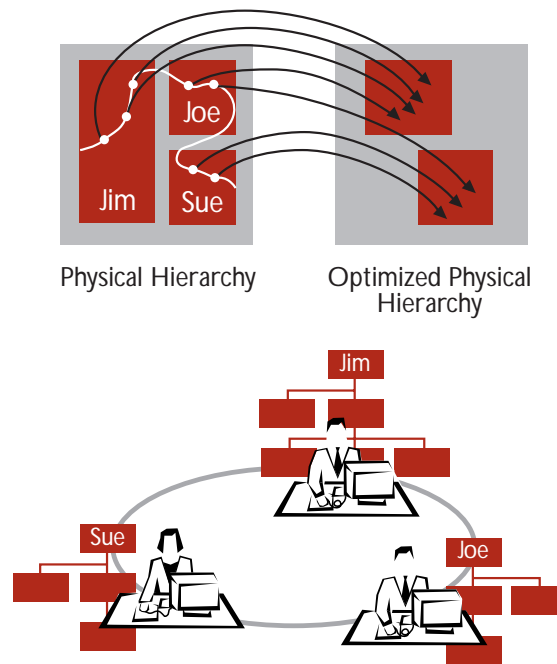 Joe
Jim
Sue
Physical Hierarchy
Optimized Physical
Hierarchy
Jim
Sue
Joe